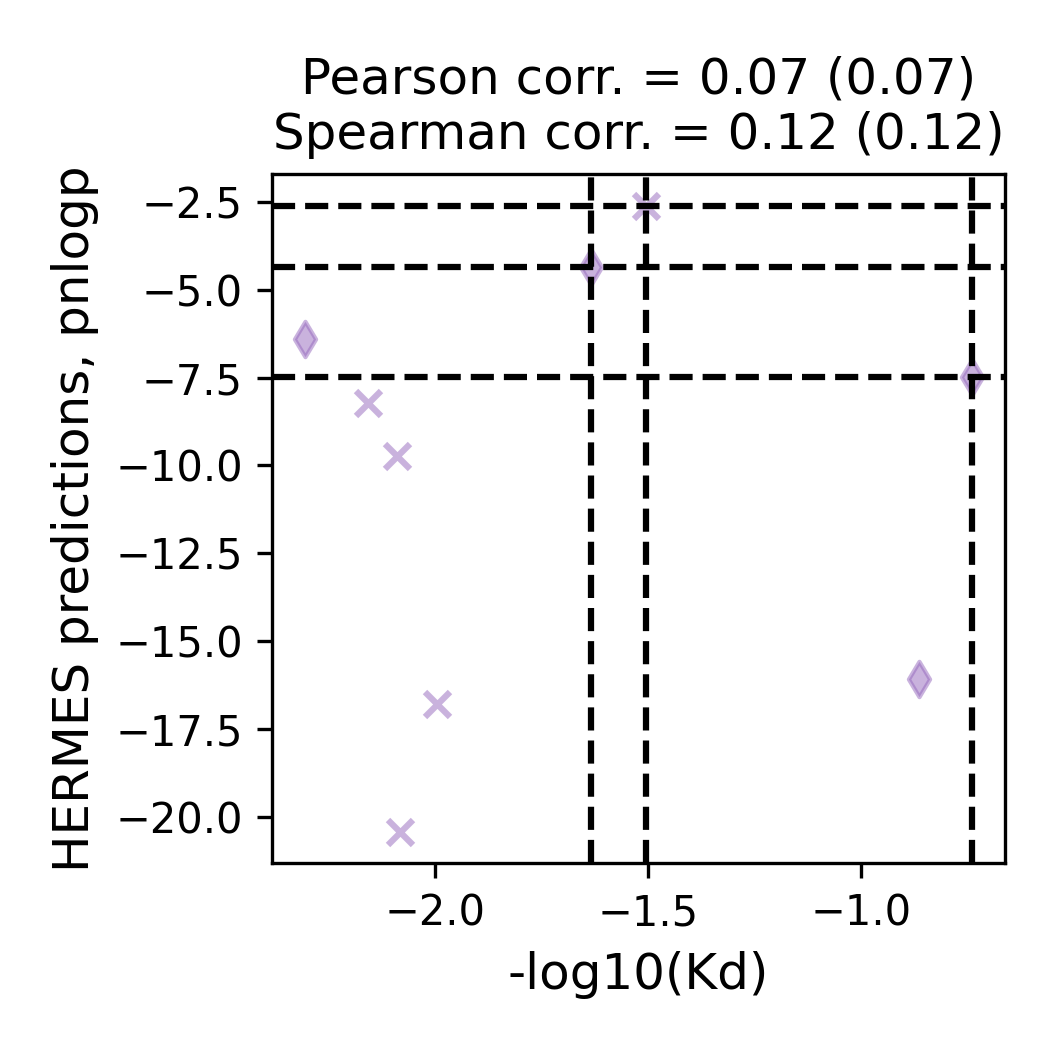 Pearson corr. = 0.07 (0.07)
Spearman corr. = 0.12 (0.12)
HERMES predictions, pnlogp
−2.5
−5.0
−7.5
−10.0
−12.5
−15.0
−17.5
−20.0
−2.0
−1.5
−1.0
-log10(Kd)